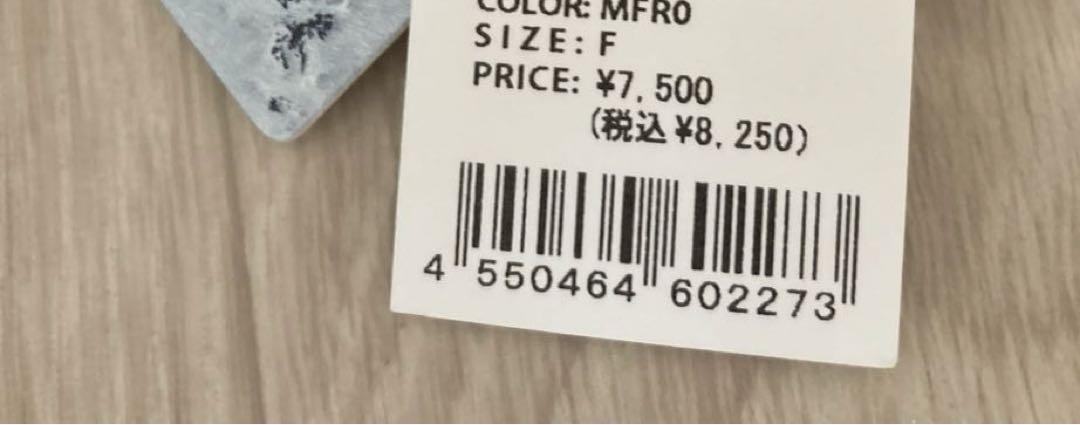 COLOR: MFR0
SIZE: F
PRICE: ¥7,500
(税込 ¥8,250)
4 550464 602273